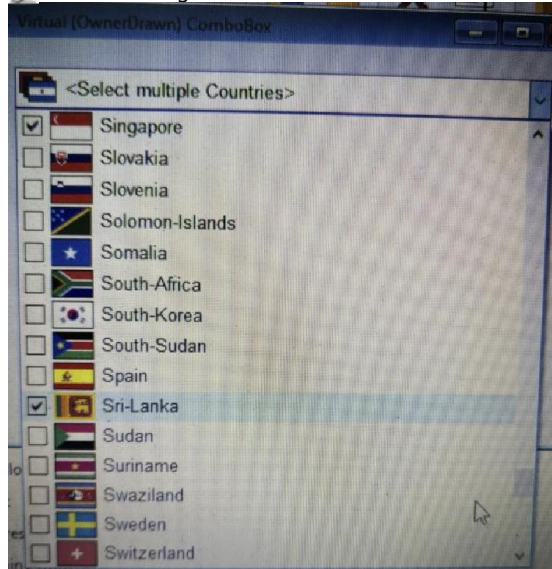 Virtual (OwnerDrawn) ComboBox
<Select multiple Countries>
Singapore
Slovakia
Slovenia
Solomon-Islands
Somalia
South-Africa
South-Korea
South-Sudan
Spain
Sri-Lanka
Sudan
Suriname
Swaziland
Sweden
Switzerland